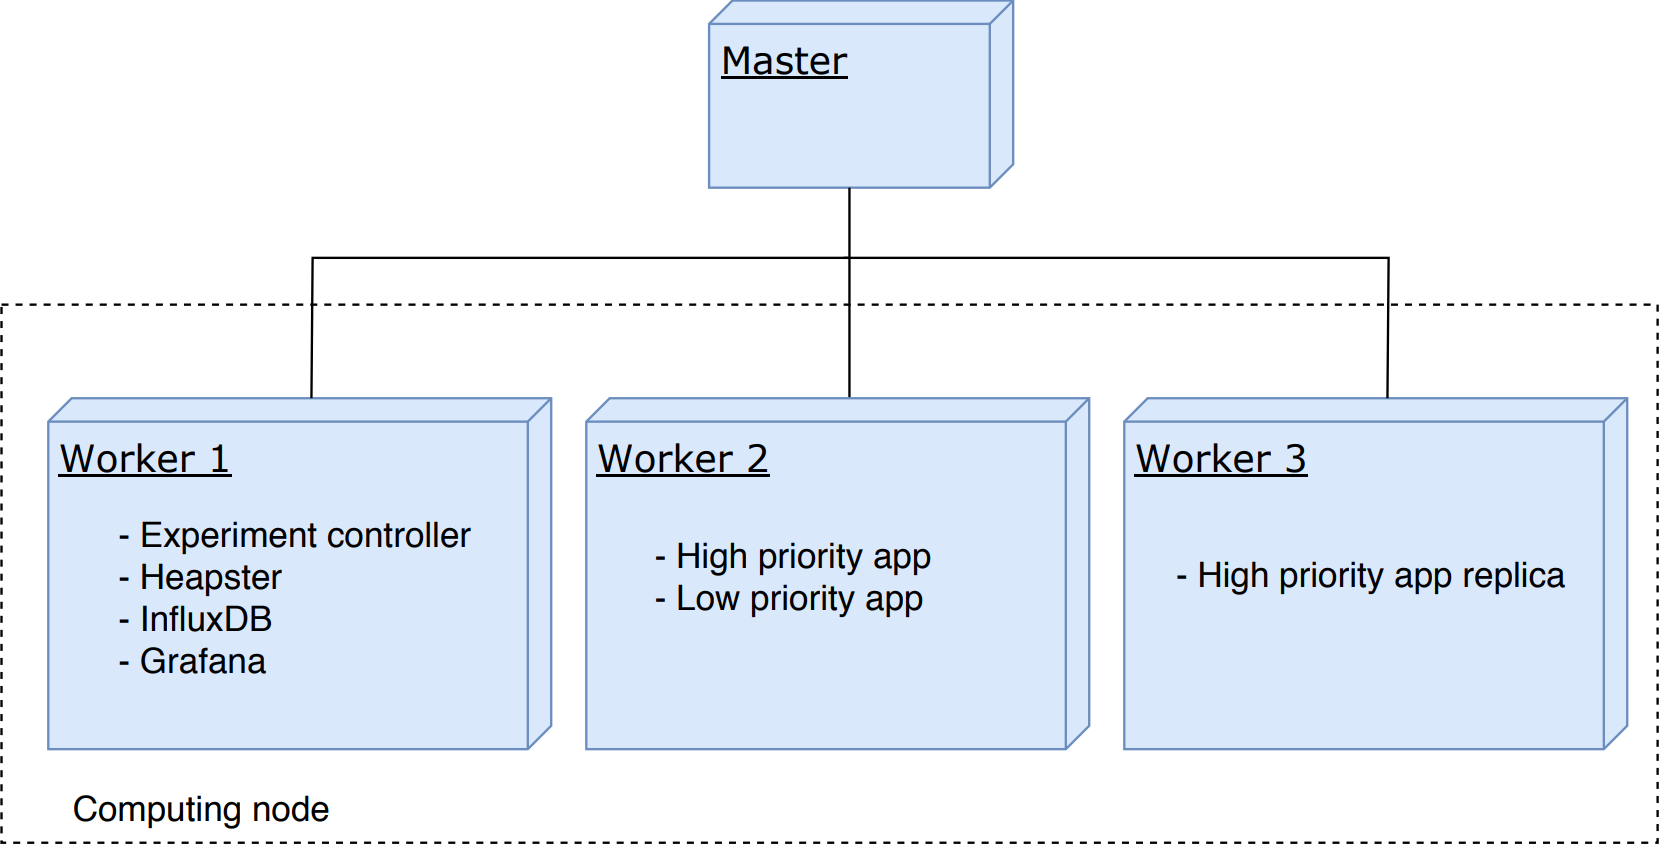 Master
Worker 1
- Experiment controller
- Heapster
- InfluxDB
- Grafana
Worker 2
- High priority app
- Low priority app
Worker 3
- High priority app replica
Computing node